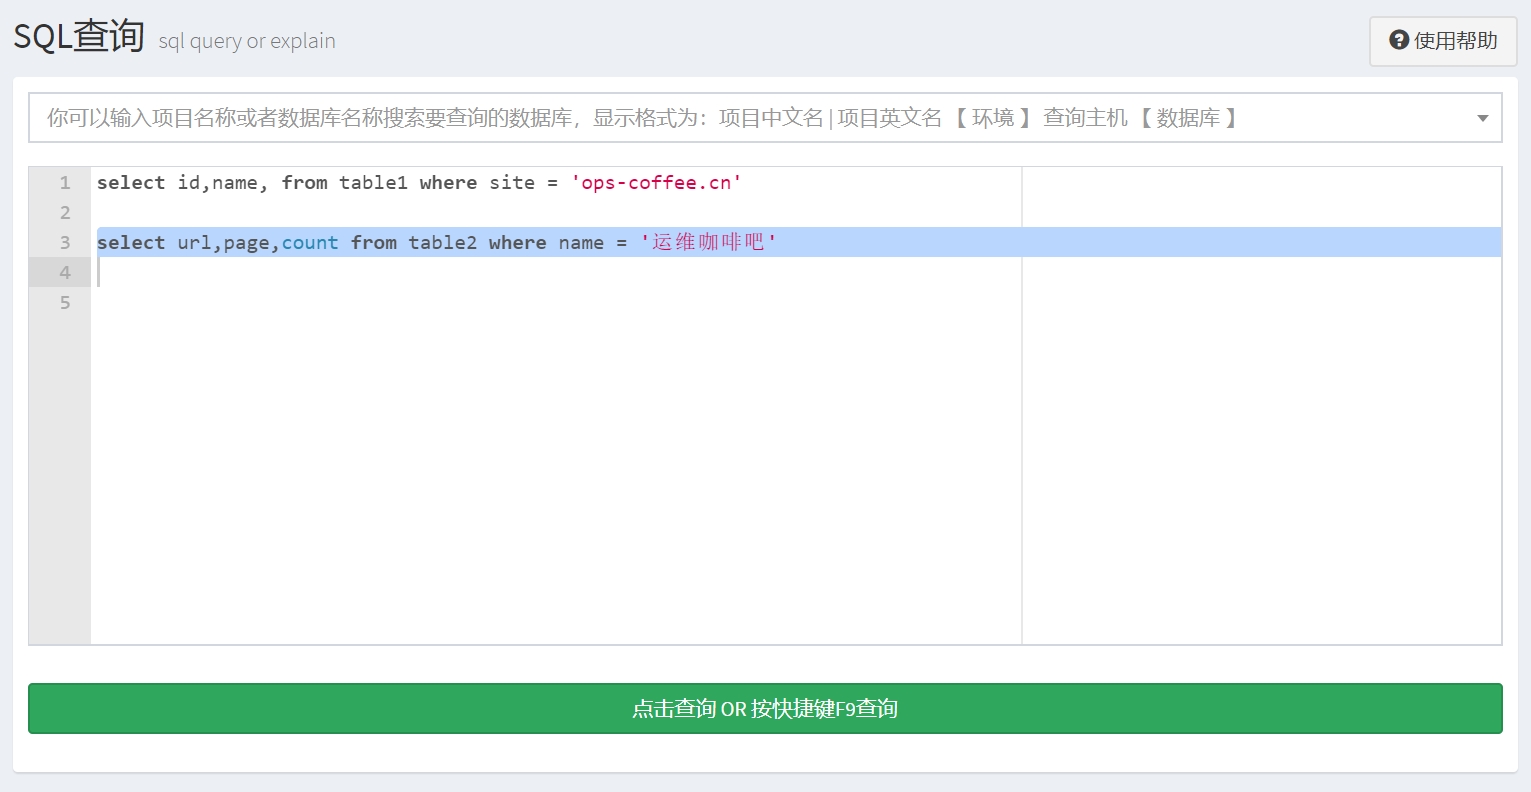 SQL查询 sql query or explain
使用帮助
你可以输入项目名称或者数据库名称搜索要查询的数据库，显示格式为：项目中文名 | 项目英文名 【 环境 】 查询主机 【 数据库 】
1 select id,name, from table1 where site = 'ops-coffee.cn'
2
3 select url,page,count from table2 where name = '运维咖啡吧'
4
5
点击查询 OR 按快捷键F9查询